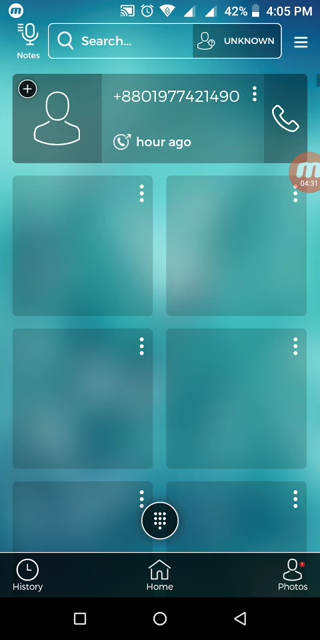 42% 4:05 PM
Notes
Search...
UNKNOWN
+8801977421490
hour ago
04:31
History
Home
Photos